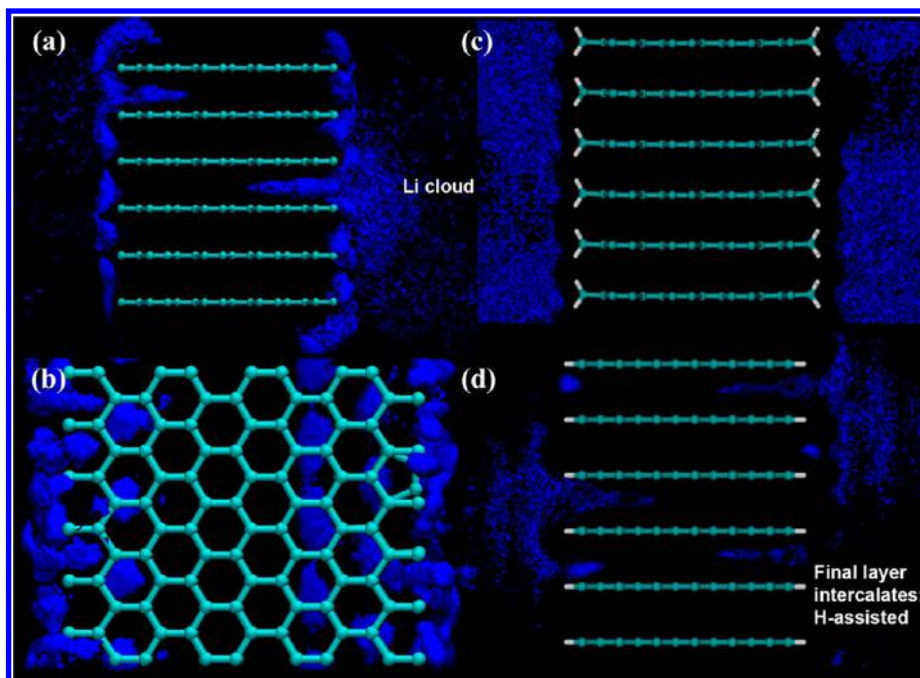 (a)
(c)
Li cloud
(b)
(d)
Final layer
intercalates:
H-assisted